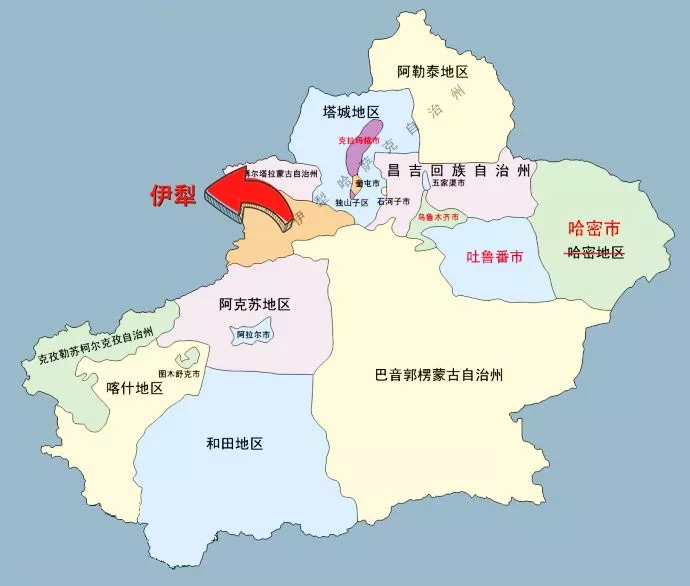 阿勒泰地区
塔城地区
克拉玛依市
伊犁哈萨克自治州
昌吉回族自治州
尔塔拉蒙古自治州
奎屯市
五家渠市
独山子区
石河子市
伊犁
乌鲁木齐市
哈密市
哈密地区
吐鲁番市
阿克苏地区
阿拉尔市
克孜勒苏柯尔克孜自治州
图木舒克市
喀什地区
巴音郭楞蒙古自治州
和田地区